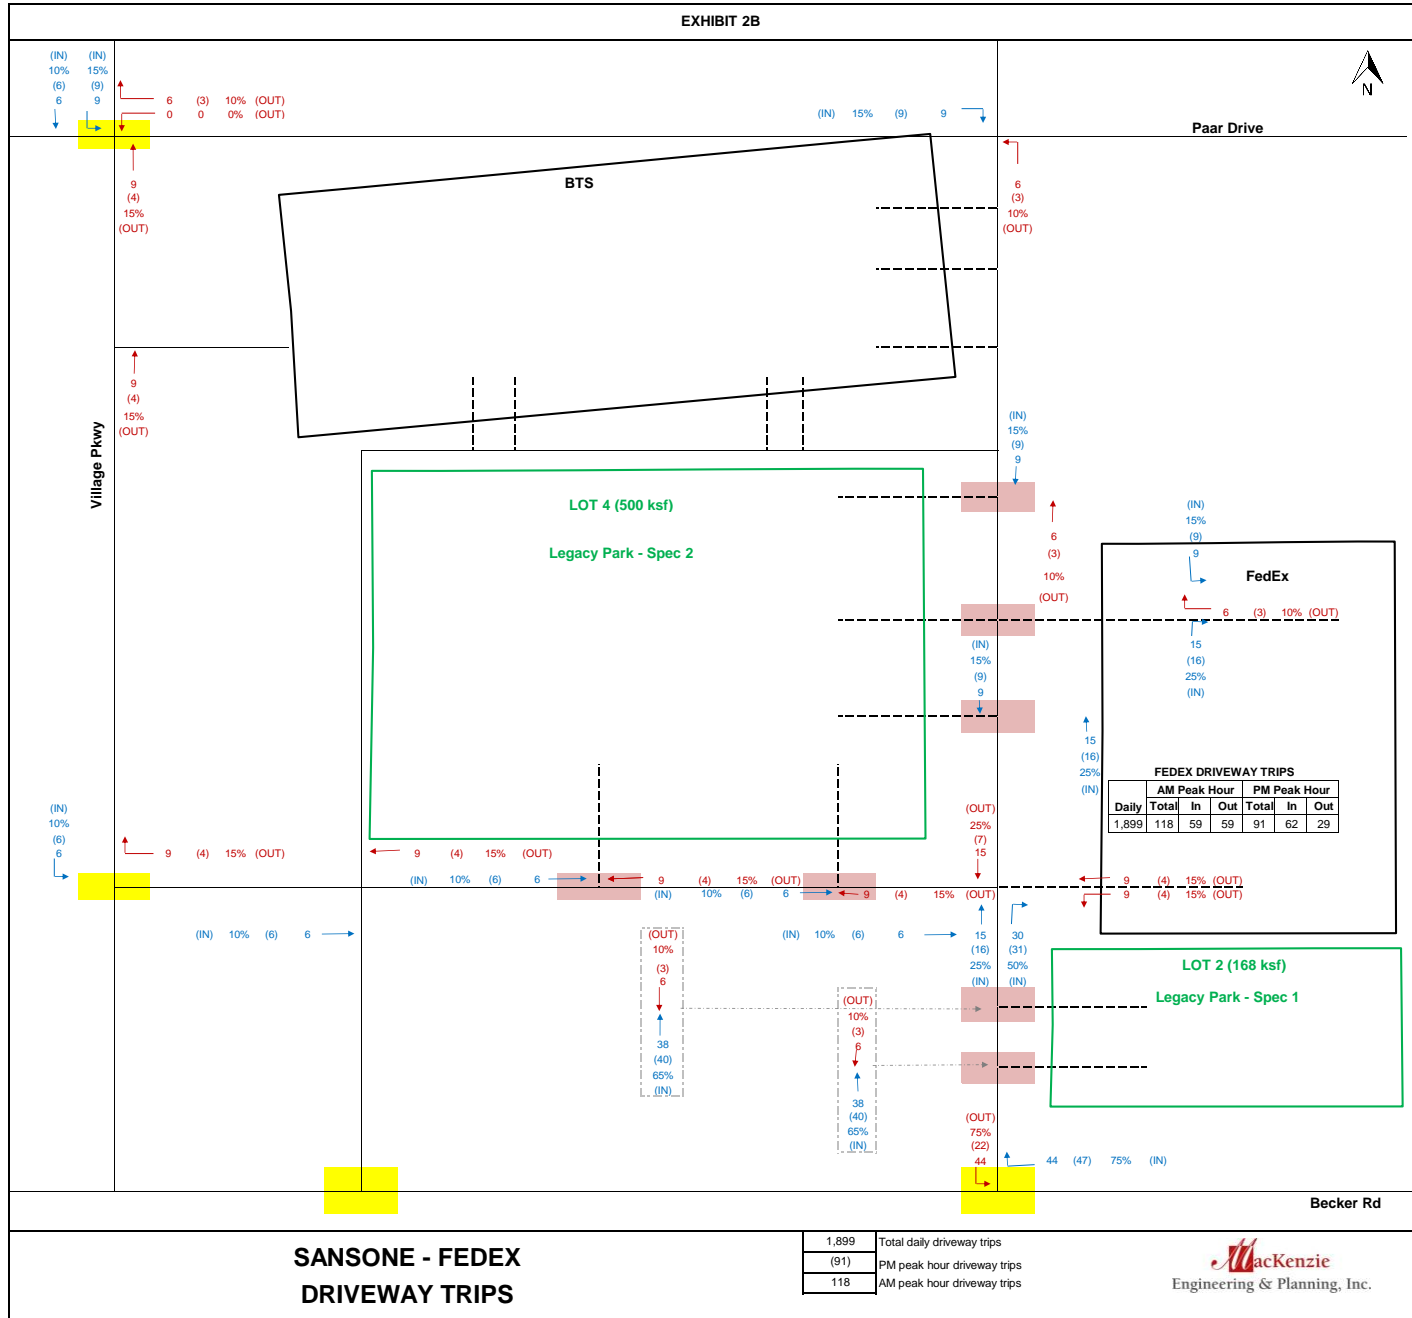 EXHIBIT 2B
(IN) (IN)
10% 15%
(6) (9)
6 9
6 (3) 10% (OUT)
0 0 0% (OUT)
(IN) 15% (9) 9
N
Paar Drive
9
(4)
15%
(OUT)
BTS
6
(3)
10%
(OUT)
9
(4)
15%
(OUT)
Village Pkwy
(IN)
15%
(9)
9
LOT 4 (500 ksf)
Legacy Park - Spec 2
6
(3)
10%
(OUT)
(IN)
15%
(9)
9
FedEx
6 (3) 10% (OUT)
15
(16)
25%
(IN)
(IN)
15%
(9)
9
15
(16)
25%
(IN)
FEDEX DRIVEWAY TRIPS
AM Peak Hour PM Peak Hour
Daily Total In Out Total In Out
1,899 118 59 59 91 62 29
(IN)
10%
(6)
6
9 (4) 15% (OUT)
9 (4) 15% (OUT)
(OUT)
25%
(7)
15
(IN) 10% (6) 6
9 (4) 15% (OUT)
(IN) 10% (6) 6
9 (4) 15% (OUT)
9 (4) 15% (OUT)
9 (4) 15% (OUT)
(IN) 10% (6) 6
(OUT)
10%
(3)
6
38
(40)
65%
(IN)
(IN) 10% (6) 6
15 30
(16) (31)
25% 50%
(IN) (IN)
LOT 2 (168 ksf)
Legacy Park - Spec 1
(OUT)
10%
(3)
6
38
(40)
65%
(IN)
(OUT)
75%
(22)
44
44 (47) 75% (IN)
Becker Rd
SANSONE - FEDEX
DRIVEWAY TRIPS
1,899 Total daily driveway trips
(91) PM peak hour driveway trips
118 AM peak hour driveway trips
MacKenzie
Engineering & Planning, Inc.